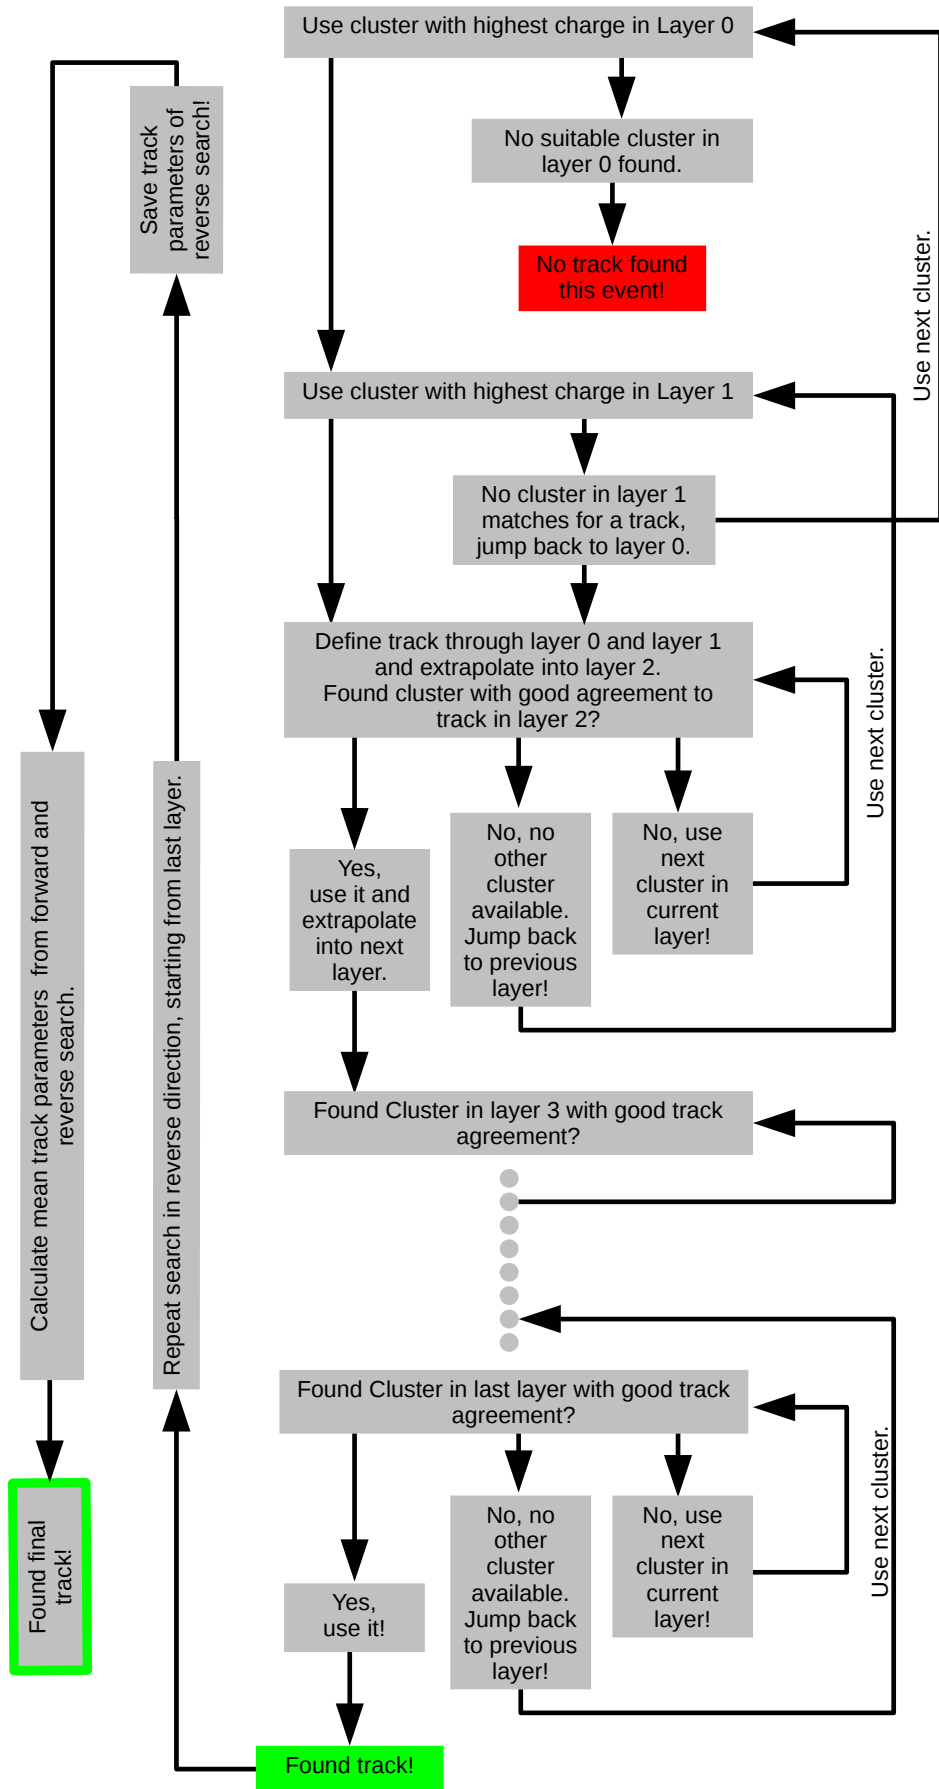 Use cluster with highest charge in Layer 0
No suitable cluster in
layer 0 found.
No track found
this event!
Use next cluster.
Use cluster with highest charge in Layer 1
No cluster in layer 1
matches for a track,
jump back to layer 0.
Define track through layer 0 and layer 1
and extrapolate into layer 2.
Found cluster with good agreement to
track in layer 2?
Use next cluster.
Yes,
use it and
extrapolate
into next
layer.
No, no
other
cluster
available.
Jump back
to previous
layer!
No, use
next
cluster in
current
layer!
Found Cluster in layer 3 with good track
agreement?
Found Cluster in last layer with good track
agreement?
Yes,
use it!
No, no
other
cluster
available.
Jump back
to previous
layer!
No, use
next
cluster in
current
layer!
Use next cluster.
Found track!
Repeat search in reverse direction, starting from last layer.
Save track
parameters of
reverse search!
Calculate mean track parameters from forward and
reverse search.
Found final
track!